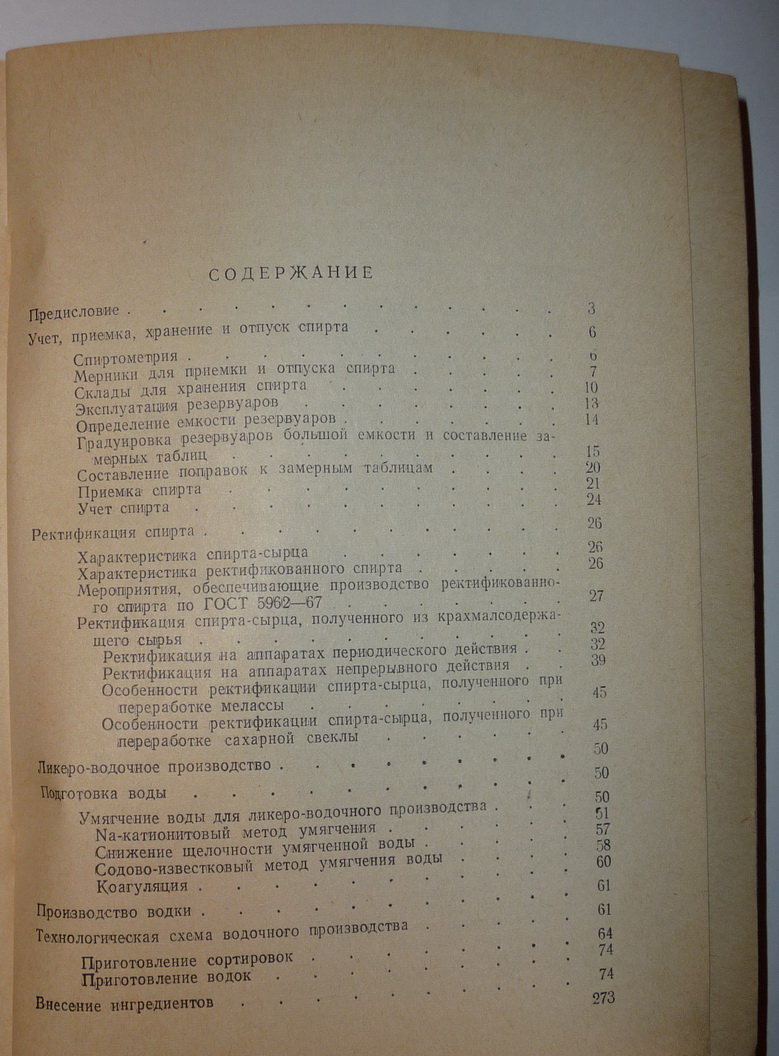 СОДЕРЖАНИЕ
Предисловие . . . . . . . . . . . 3
Учет, приемка, хранение и отпуск спирта . . . . . 6
Спиртометрия . . . . . . . . . 6
Мерники для приемки и отпуска спирта . . . . 7
Склады для хранения спирта . . . . . . 10
Эксплуатация резервуаров . . . . . . 13
Определение емкости резервуаров . . . . . 14
Градуировка резервуаров большой емкости и составление за-
мерных таблиц . . . . . . . . 15
Составление поправок к замерным таблицам . . . . 20
Приемка спирта . . . . . . . . 21
Учет спирта . . . . . . . . . 24
Ректификация спирта . . . . . . . . . 26
Характеристика спирта-сырца . . . . . . 26
Характеристика ректификованного спирта . . . . 26
Мероприятия, обеспечивающие производство ректификованно-
го спирта по ГОСТ 5962—67 . . . . . . 27
Ректификация спирта-сырца, полученного из крахмалсодержа-
щего сырья . . . . . . . . . 32
Ректификация на аппаратах периодического действия . . 32
Ректификация на аппаратах непрерывного действия . . 39
Особенности ректификации спирта-сырца, полученного при
переработке мелассы . . . . . . . 45
Особенности ректификации спирта-сырца, полученного при
переработке сахарной свеклы . . . . . 45
Ликеро-водочное производство . . . . . . . 50
Подготовка воды . . . . . . . . . 50
Умягчение воды для ликеро-водочного производства . . . 50
Na-катионитовый метод умягчения . . . . . 51
Снижение щелочности умягченной воды . . . . 57
Содово-известковый метод умягчения воды . . . 58
Коагуляция . . . . . . . . . 60
Производство водки . . . . . . . . . 61
Технологическая схема водочного производства . . . . 61
Приготовление сортировок . . . . . . 64
Приготовление водок . . . . . . . 74
Внесение ингредиентов . . . . . . . . 74
273